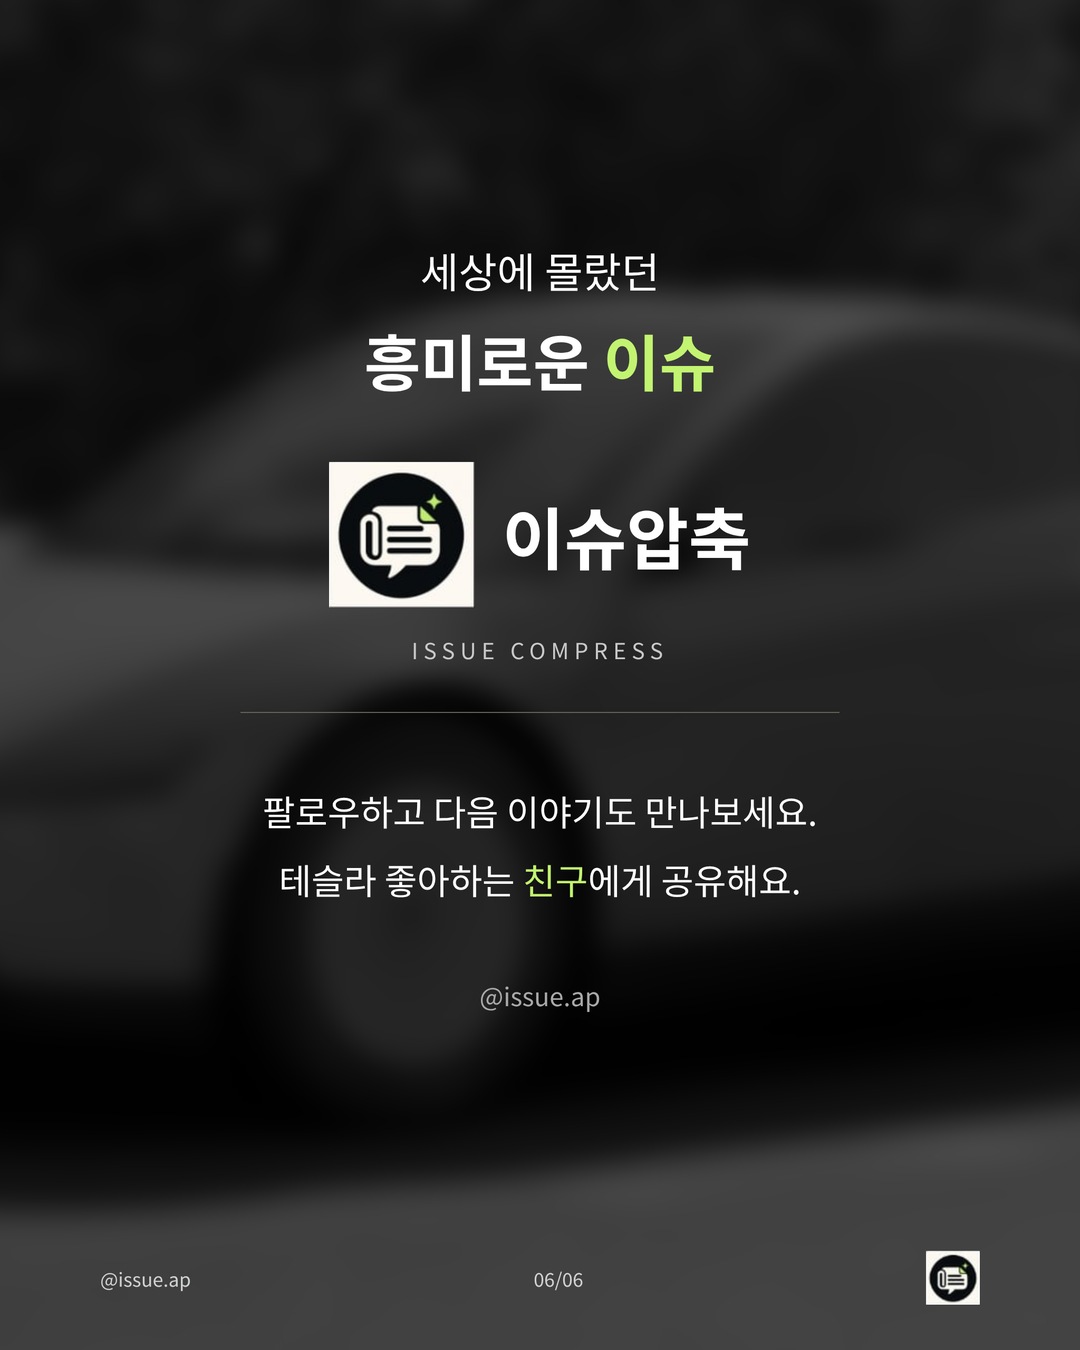 세상에 몰랐던
흥미로운 이슈
이슈압축
ISSUE COMPRESS
팔로우하고 다음 이야기도 만나보세요.
테슬라 좋아하는 친구에게 공유해요.
@issue.ap
@issue.ap
06/06